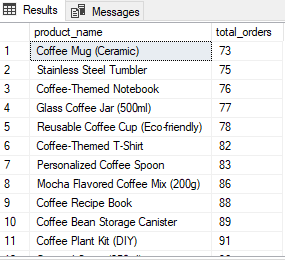 Results Messages
product_name total_orders
1 Coffee Mug (Ceramic) 73
2 Stainless Steel Tumbler 75
3 Coffee-Themed Notebook 76
4 Glass Coffee Jar (500ml) 77
5 Reusable Coffee Cup (Eco-friendly) 78
6 Coffee-Themed T-Shirt 82
7 Personalized Coffee Spoon 83
8 Mocha Flavored Coffee Mix (200g) 86
9 Coffee Recipe Book 88
10 Coffee Bean Storage Canister 89
11 Coffee Plant Kit (DIY) 91